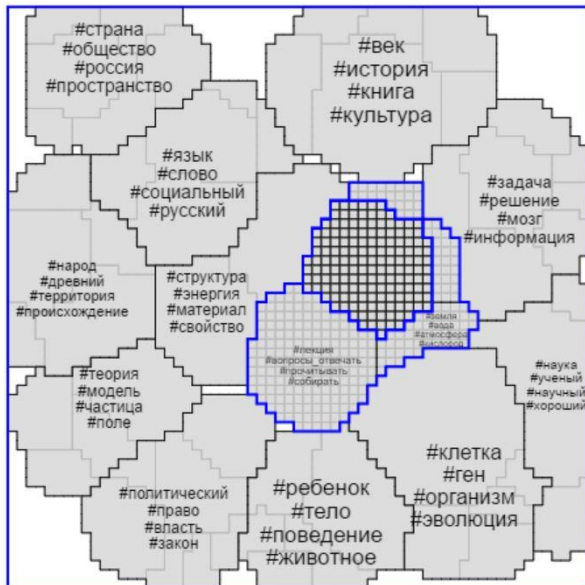 #страна
#общество
#россия
#пространство
#век
#история
#книга
#культура
#язык
#слово
#социальный
#русский
#задача
#решение
#мозг
#информация
#народ
#древний
#территория
#происхождение
#структура
#энергия
#материал
#свойство
#земля
#вода
#атмосфера
#кислород
#лекция
#вопросы_отвечать
#прочитывать
#собирать
#теория
#модель
#частица
#поле
#наука
#ученый
#научный
#хороший
#политический
#право
#власть
#закон
#ребенок
#тело
#поведение
#животное
#клетка
#ген
#организм
#эволюция